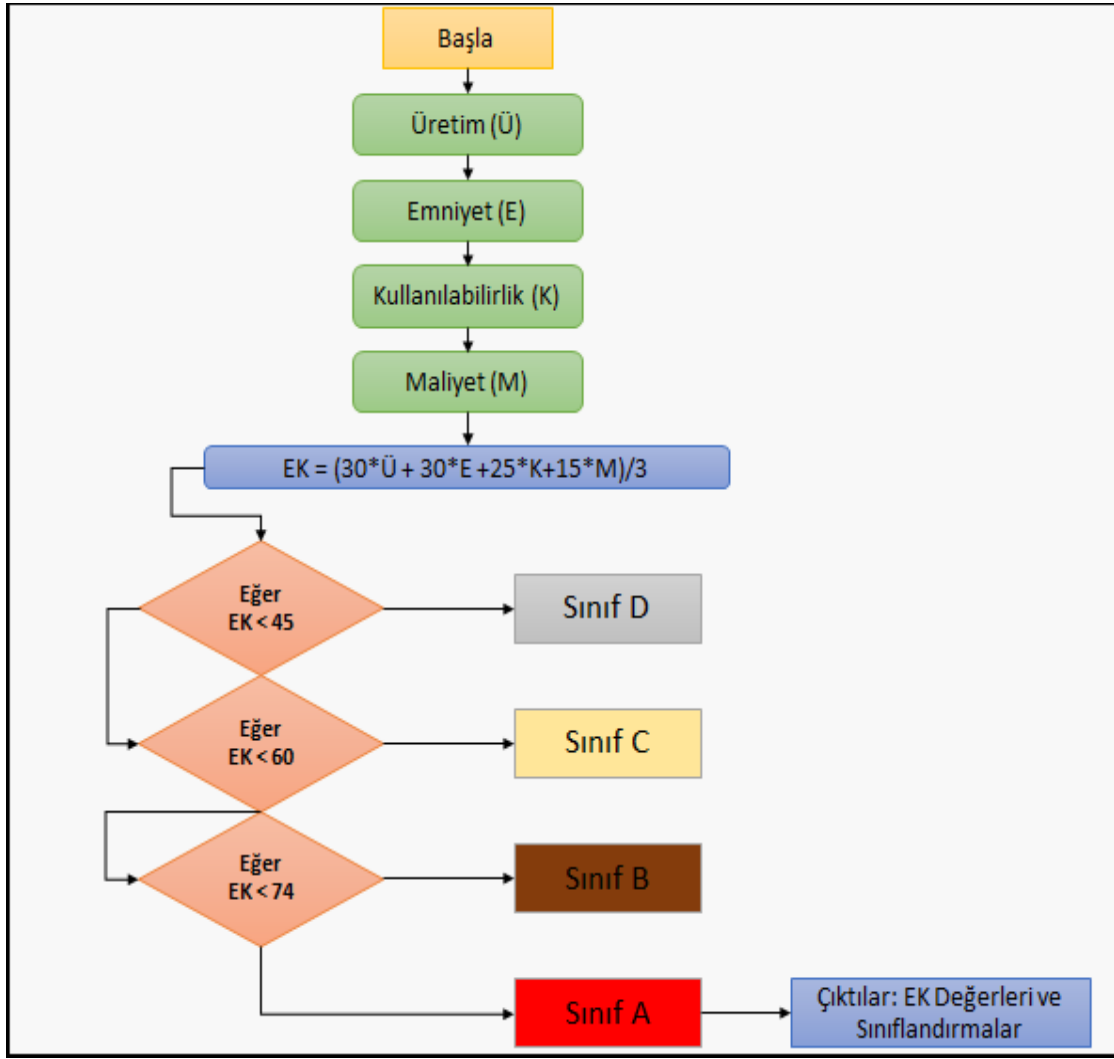 Başla
Üretim (Ü)
Emniyet (E)
Kullanılabilirlik (K)
Maliyet (M)
EK = (30*Ü + 30*E +25*K+15*M)/3
Eğer
EK < 45
Sınıf D
Eğer
EK < 60
Sınıf C
Eğer
EK < 74
Sınıf B
Sınıf A
Çıktılar: EK Değerleri ve
Sınıflandırmalar